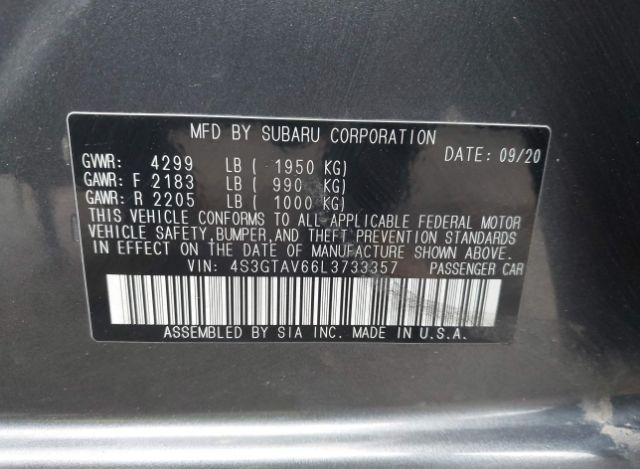 MFD BY SUBARU CORPORATION
DATE: 09/20
GVWR: 4299 LB ( 1950 KG)
GAWR: F 2183 LB ( 990 KG)
GAWR: R 2205 LB ( 1000 KG)
THIS VEHICLE CONFORMS TO ALL APPLICABLE FEDERAL MOTOR
VEHICLE SAFETY, BUMPER, AND THEFT PREVENTION STANDARDS
IN EFFECT ON THE DATE OF MANUFACTURE SHOWN ABOVE.
VIN: 4S3GTAV66L3733357 PASSENGER CAR
ASSEMBLED BY SIA INC. MADE IN U.S.A.